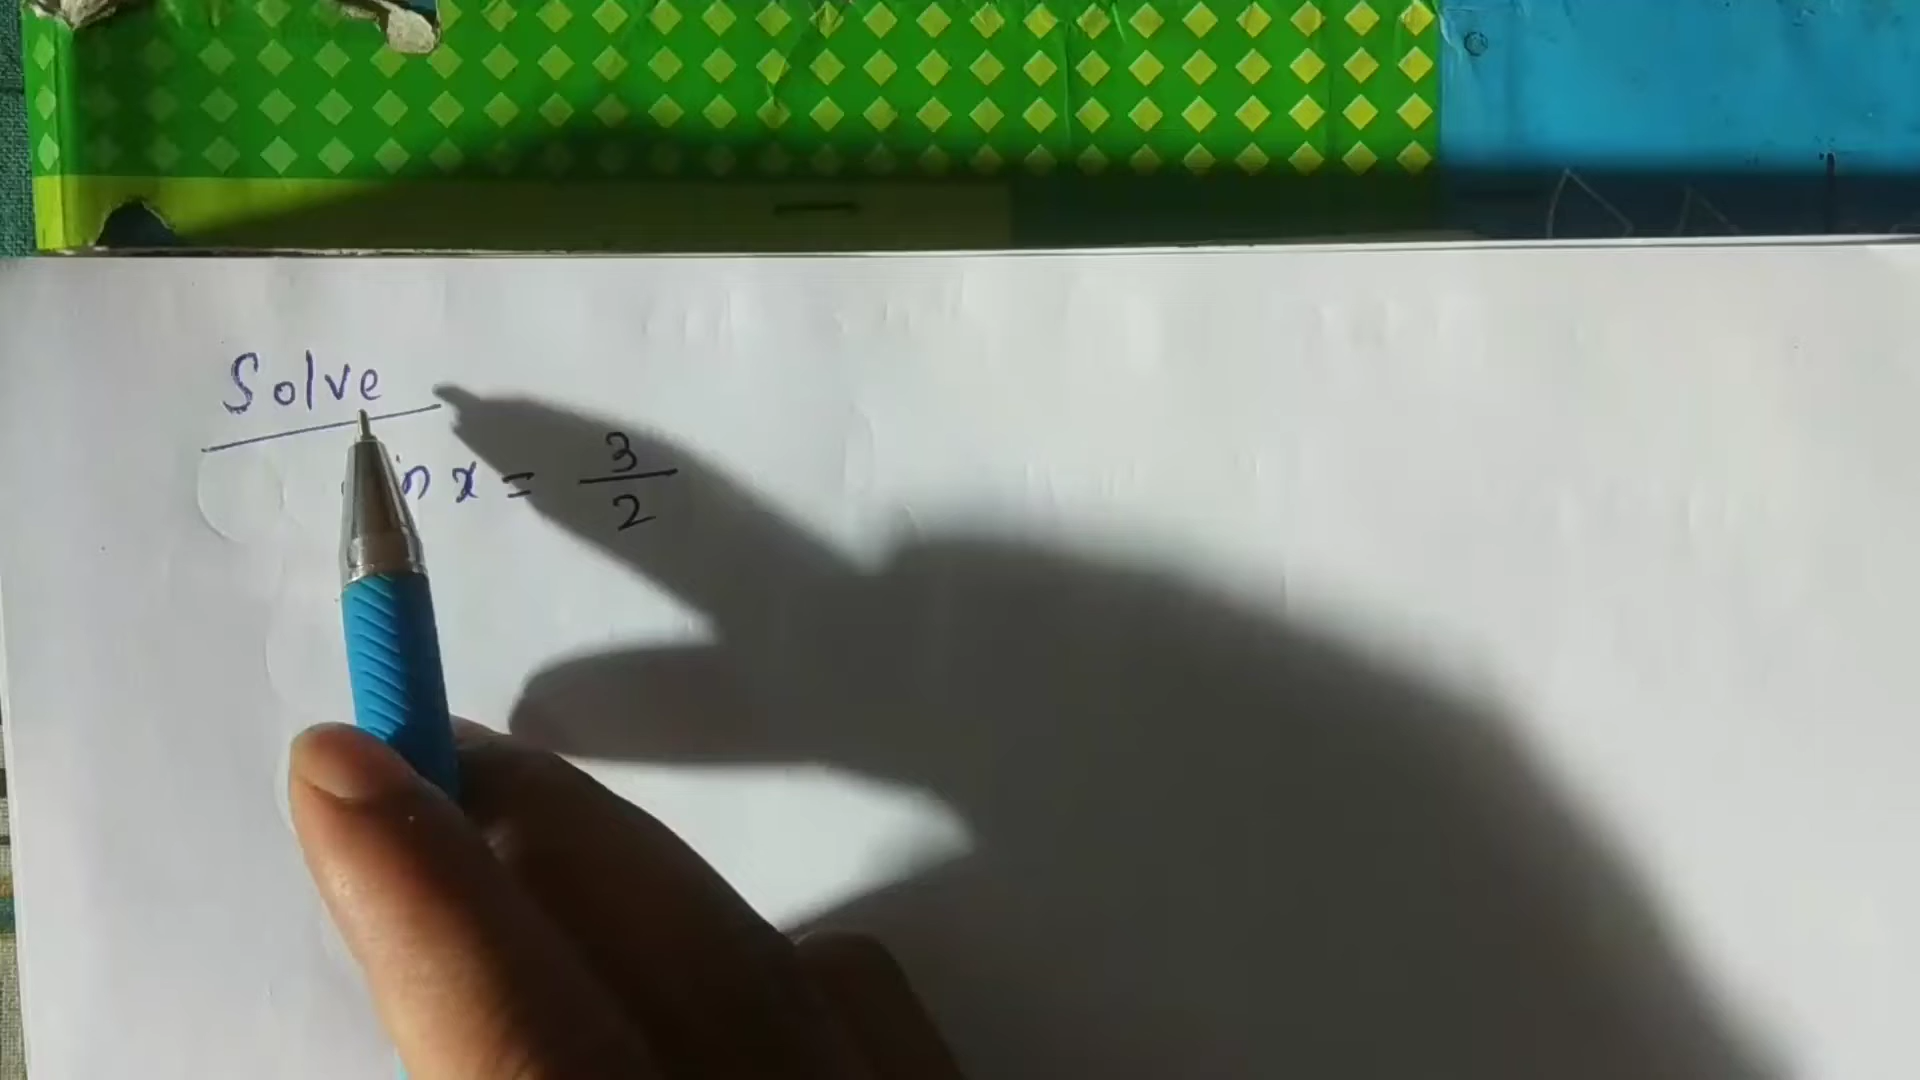 Solve
in x = 3/2